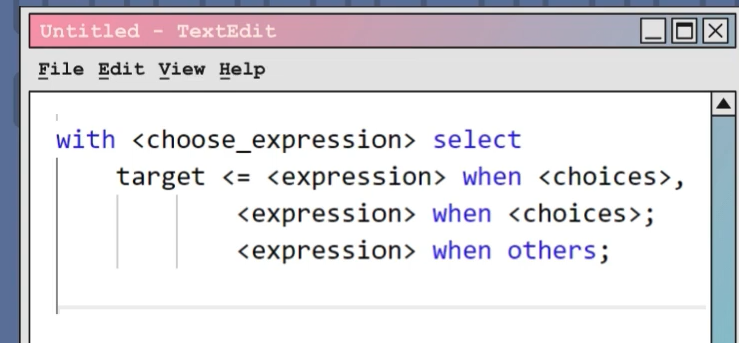 Untitled - TextEdit
File Edit View Help
with <choose_expression> select
target <= <expression> when <choices>,
<expression> when <choices>;
<expression> when others;